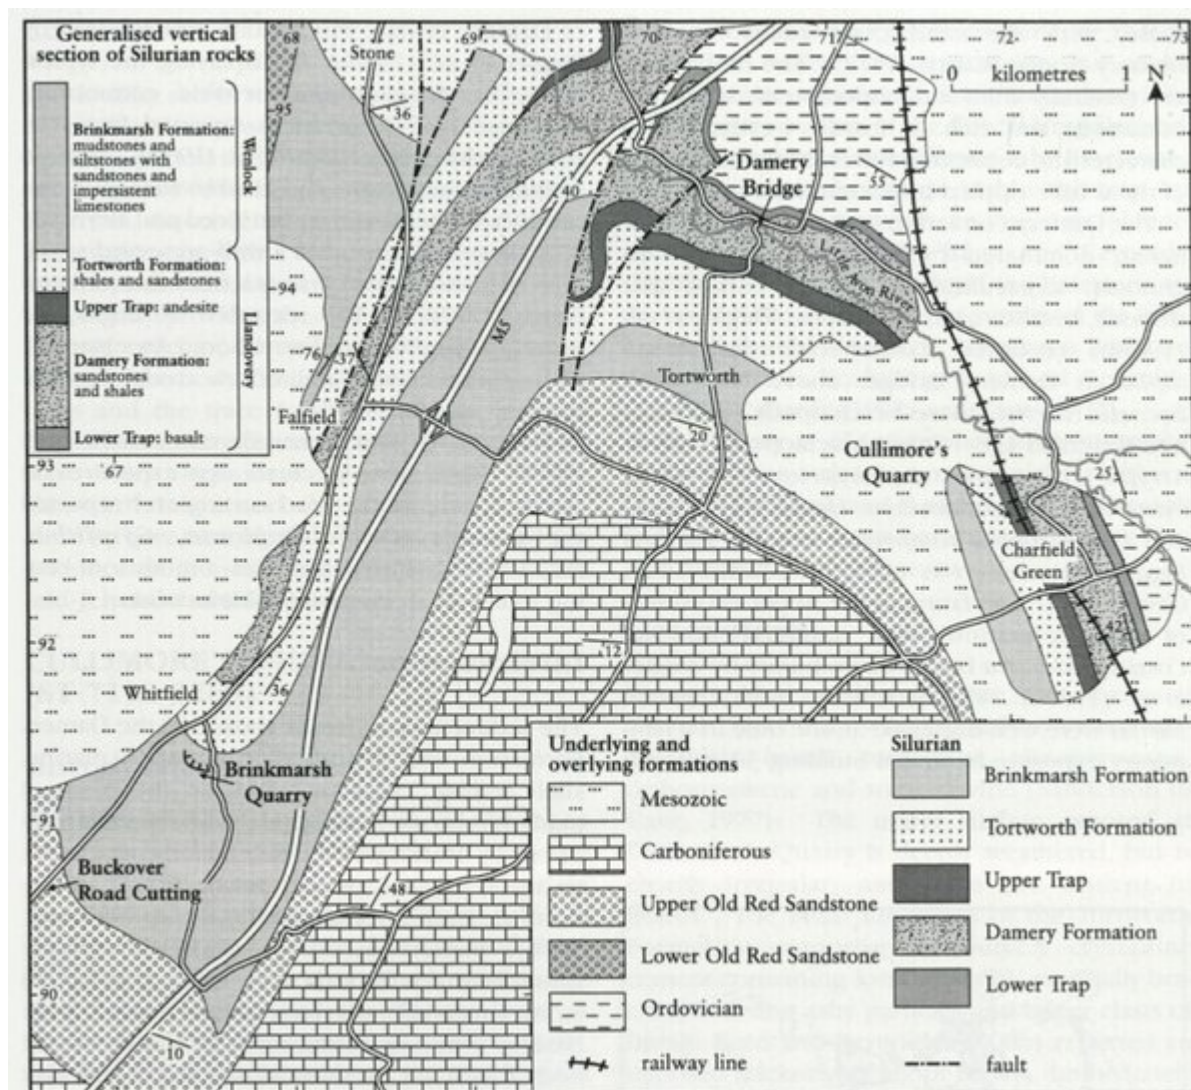 Generalised vertical
section of Silurian rocks
Brinkmarsh Formation:
mudstones and
siltstones with
sandstones and
impersistent
limestones
Wenlock
Tortworth Formation:
shales and sandstones
Upper Trap: andesite
Damery Formation:
sandstones
and shales
Lower Trap: basalt
Llandovery
68
69
70
71
72
73
0 kilometres 1 N
Stone
95
36
40
Damery
Bridge
55
Little Avon River
94
M5
76
37
Tortworth
Falfield
20
93
67
Cullimore's
Quarry
25
Charfield
Green
92
12
42
Whitfield
36
Brinkmarsh
Quarry
91
Buckover
Road Cutting
48
90
10
Underlying and
overlying formations
Mesozoic
Carboniferous
Upper Old Red Sandstone
Lower Old Red Sandstone
Ordovician
railway line
Silurian
Brinkmarsh Formation
Tortworth Formation
Upper Trap
Damery Formation
Lower Trap
fault